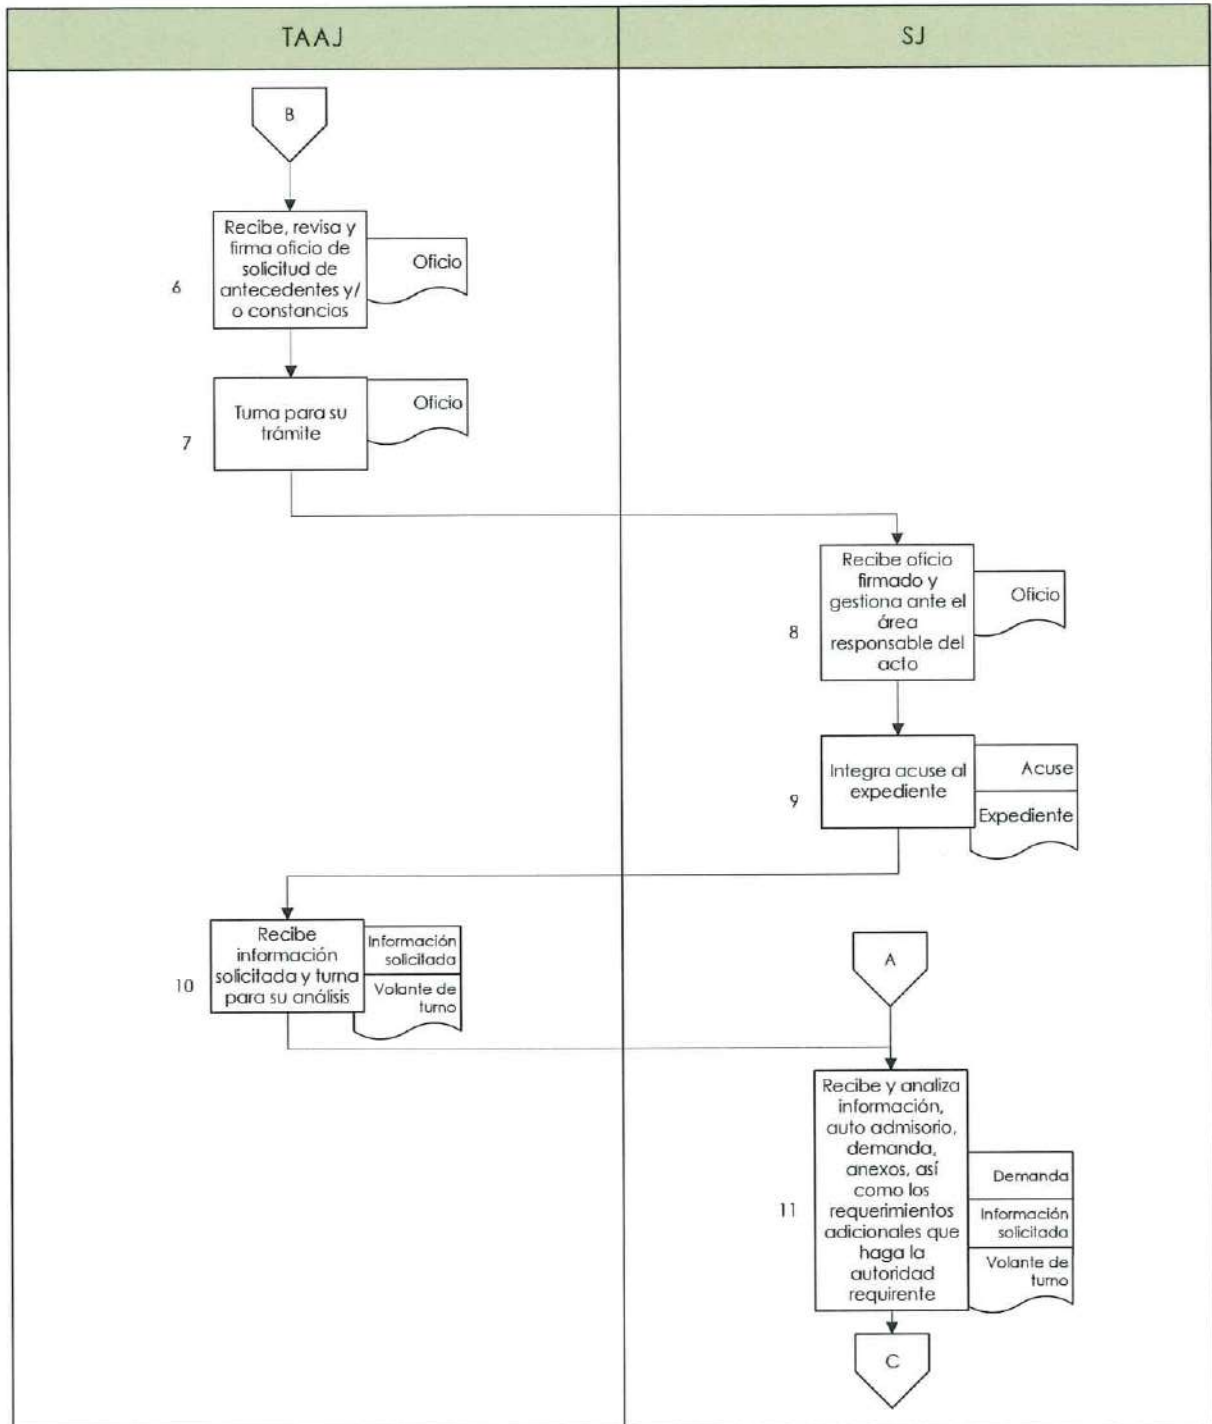 TAAJ
SJ
B
6
Recibe, revisa y
firma oficio de
solicitud de
antecedentes y/
o constancias
Oficio
7
Turna para su
trámite
Oficio
8
Recibe oficio
firmado y
gestiona ante el
área
responsable del
acto
Oficio
9
Integra acuse al
expediente
Acuse
Expediente
10
Recibe
información
solicitada y turna
para su análisis
Información
solicitada
Volante de
turno
A
11
Recibe y analiza
información,
auto admisorio,
demanda,
anexos, así
como los
requerimientos
adicionales que
haga la
autoridad
requirente
Demanda
Información
solicitada
Volante de
turno
C